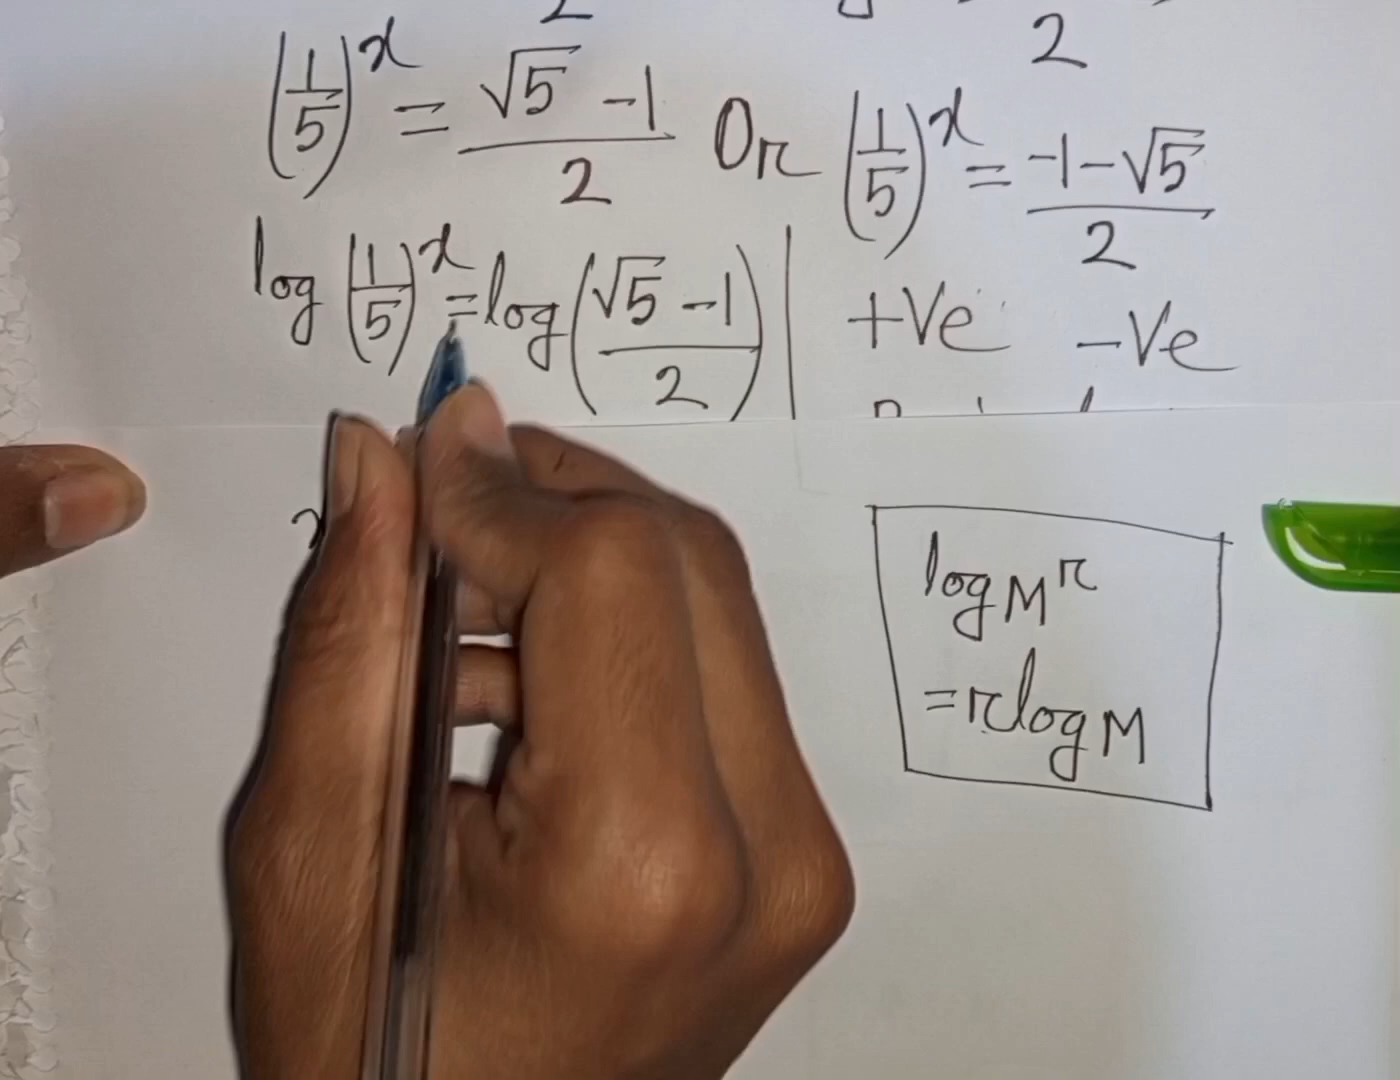 (1/5)^x = (√5 - 1)/2 Or (1/5)^x = (-1-√5)/2
log (1/5)^x = log((√5 - 1)/2) | +Ve -Ve
x
log M^r
= r log M